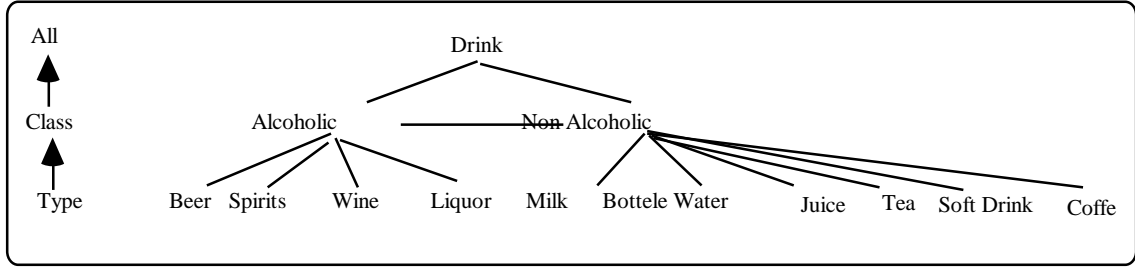 All
Drink
Class
Alcoholic
Non Alcoholic
Type
Beer
Spirits
Wine
Liquor
Milk
Bottele Water
Juice
Tea
Soft Drink
Coffe